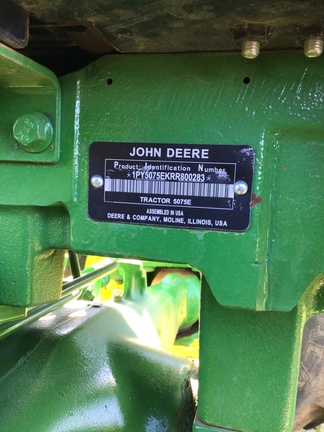 JOHN DEERE
Product Identification Number
*1PY5075EKRR800283*
TRACTOR 5075E
ASSEMBLED IN USA
DEERE & COMPANY, MOLINE, ILLINOIS, USA